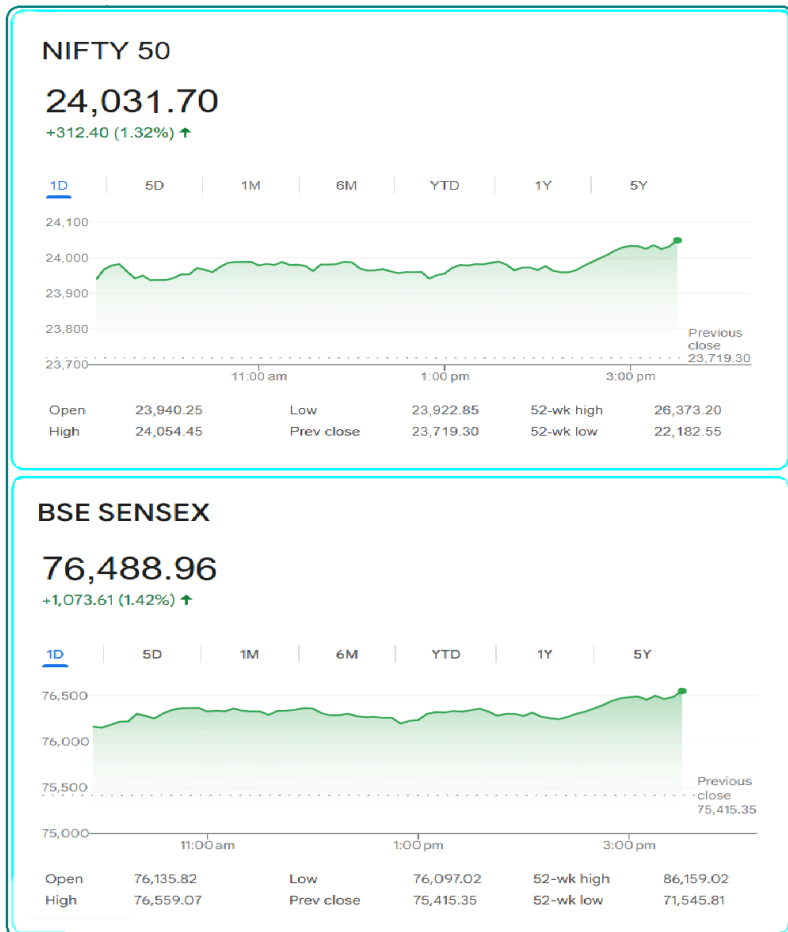 NIFTY 50
24,031.70
+312.40 (1.32%) ↑
1D 5D 1M 6M YTD 1Y 5Y
24,100
24,000
23,900
23,800
23,700
Previous
close
23,719.30
11:00 am 1:00 pm 3:00 pm
Open 23,940.25 Low 23,922.85 52-wk high 26,373.20
High 24,054.45 Prev close 23,719.30 52-wk low 22,182.55
BSE SENSEX
76,488.96
+1,073.61 (1.42%) ↑
1D 5D 1M 6M YTD 1Y 5Y
76,500
76,000
75,500
75,000
Previous
close
75,415.35
11:00 am 1:00 pm 3:00 pm
Open 76,135.82 Low 76,097.02 52-wk high 86,159.02
High 76,559.07 Prev close 75,415.35 52-wk low 71,545.81